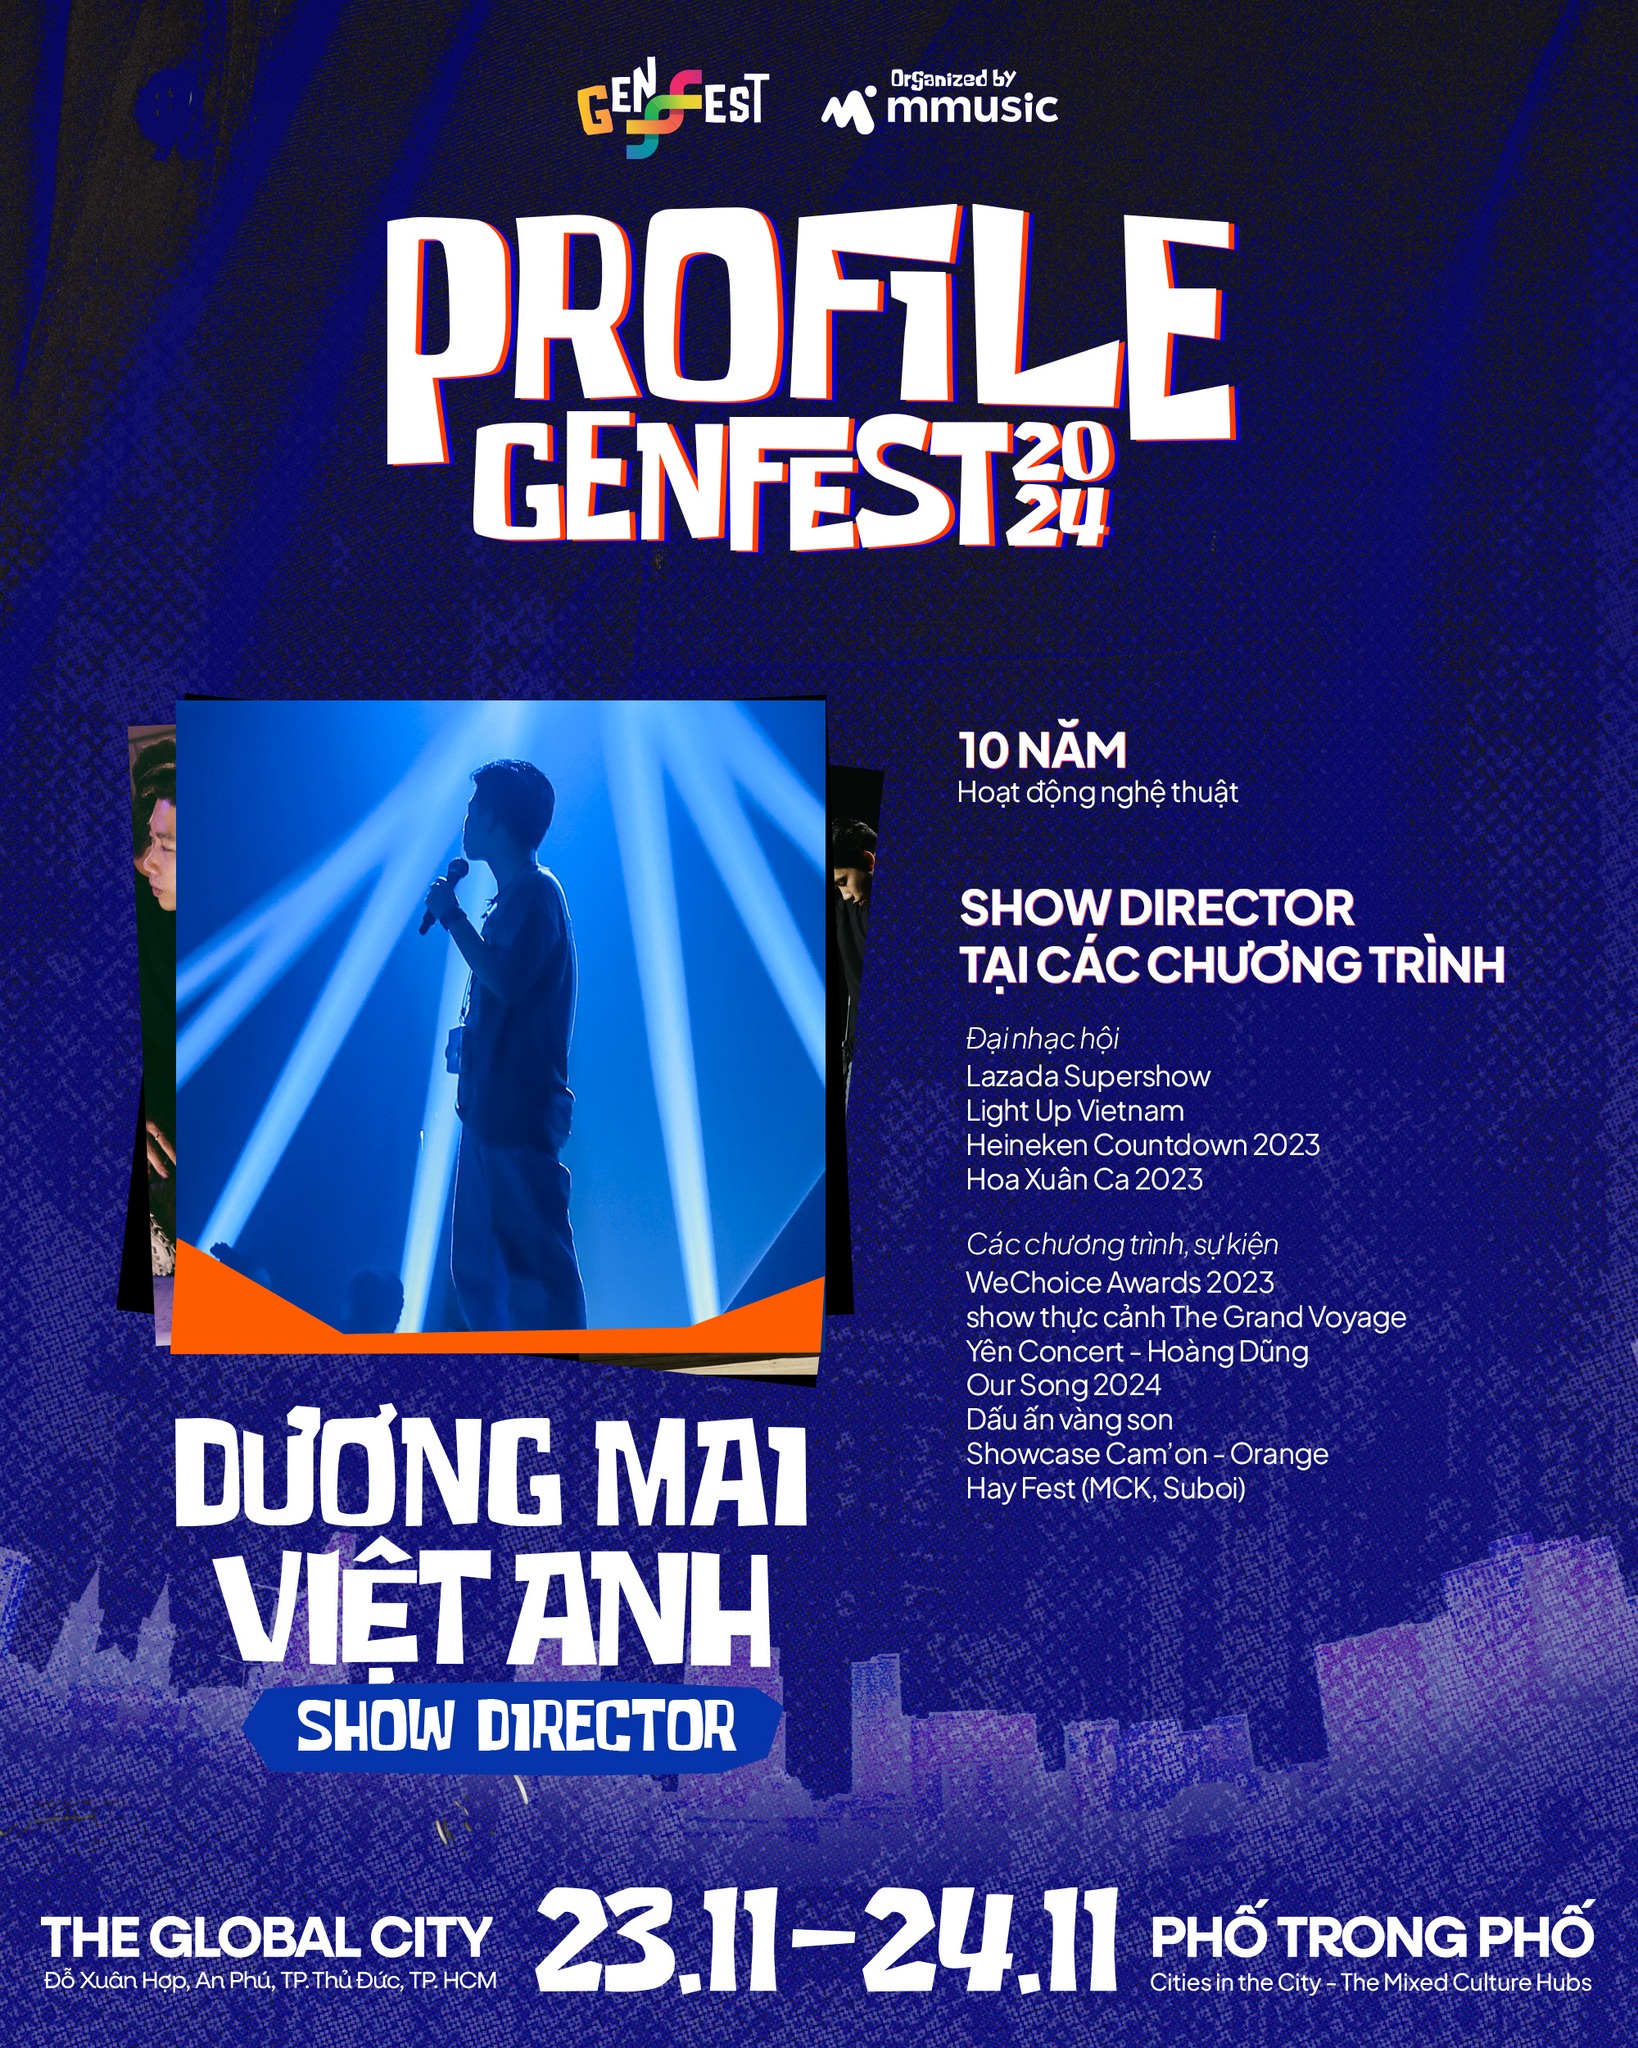 GENFEST
Organized by
mmusic
PROFILE
GENFEST 2024
10 NĂM
Hoạt động nghệ thuật
SHOW DIRECTOR
TẠI CÁC CHƯƠNG TRÌNH
Đại nhạc hội
Lazada Supershow
Light Up Vietnam
Heineken Countdown 2023
Hoa Xuân Ca 2023
Các chương trình, sự kiện
WeChoice Awards 2023
show thực cảnh The Grand Voyage
Yên Concert - Hoàng Dũng
Our Song 2024
Dấu ấn vàng son
Showcase Cam'on - Orange
Hay Fest (MCK, Suboi)
DƯƠNG MAI
VIỆT ANH
SHOW DIRECTOR
THE GLOBAL CITY
Đỗ Xuân Hợp, An Phú, TP. Thủ Đức, TP. HCM
23.11-24.11
PHỐ TRONG PHỐ
Cities in the City - The Mixed Culture Hubs